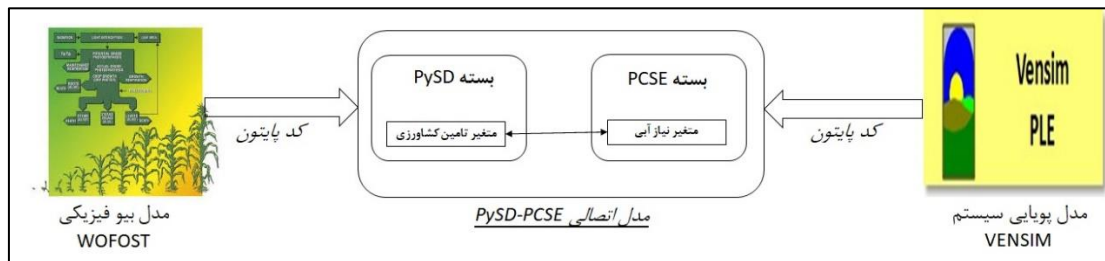 Vensim
PLE
کد پایتون
بسته PCSE
متغیر نیاز آبی
بسته PySD
متغیر تامین کشاورزی
کد پایتون
مدل اتصالی PySD-PCSE
مدل پویایی سیستم
VENSIM
مدل بیو فیزیکی
WOFOST